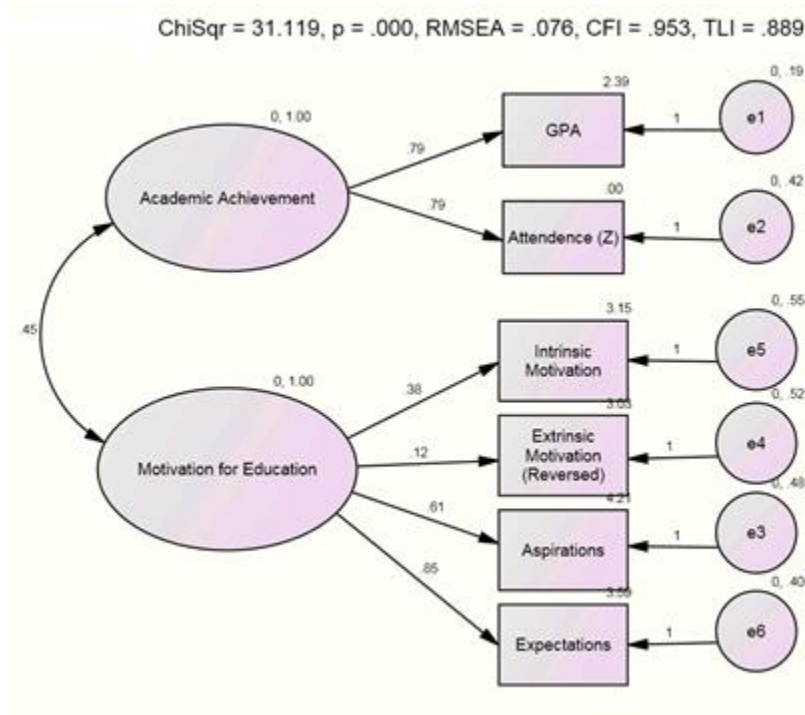 ChiSqr = 31.119, p = .000, RMSEA = .076, CFI = .953, TLI = .889
0, .19
2.39
0, 1.00
GPA
1
e1
.79
Academic Achievement
.00
0, .42
.79
Attendence (Z)
1
e2
.45
3.15
0, .55
Intrinsic
Motivation
1
e5
0, 1.00
.38
0, .52
Extrinsic
Motivation
(Reversed)
1
e4
.12
Motivation for Education
4.21
0, .48
.61
Aspirations
1
e3
.85
0, .40
Expectations
1
e6